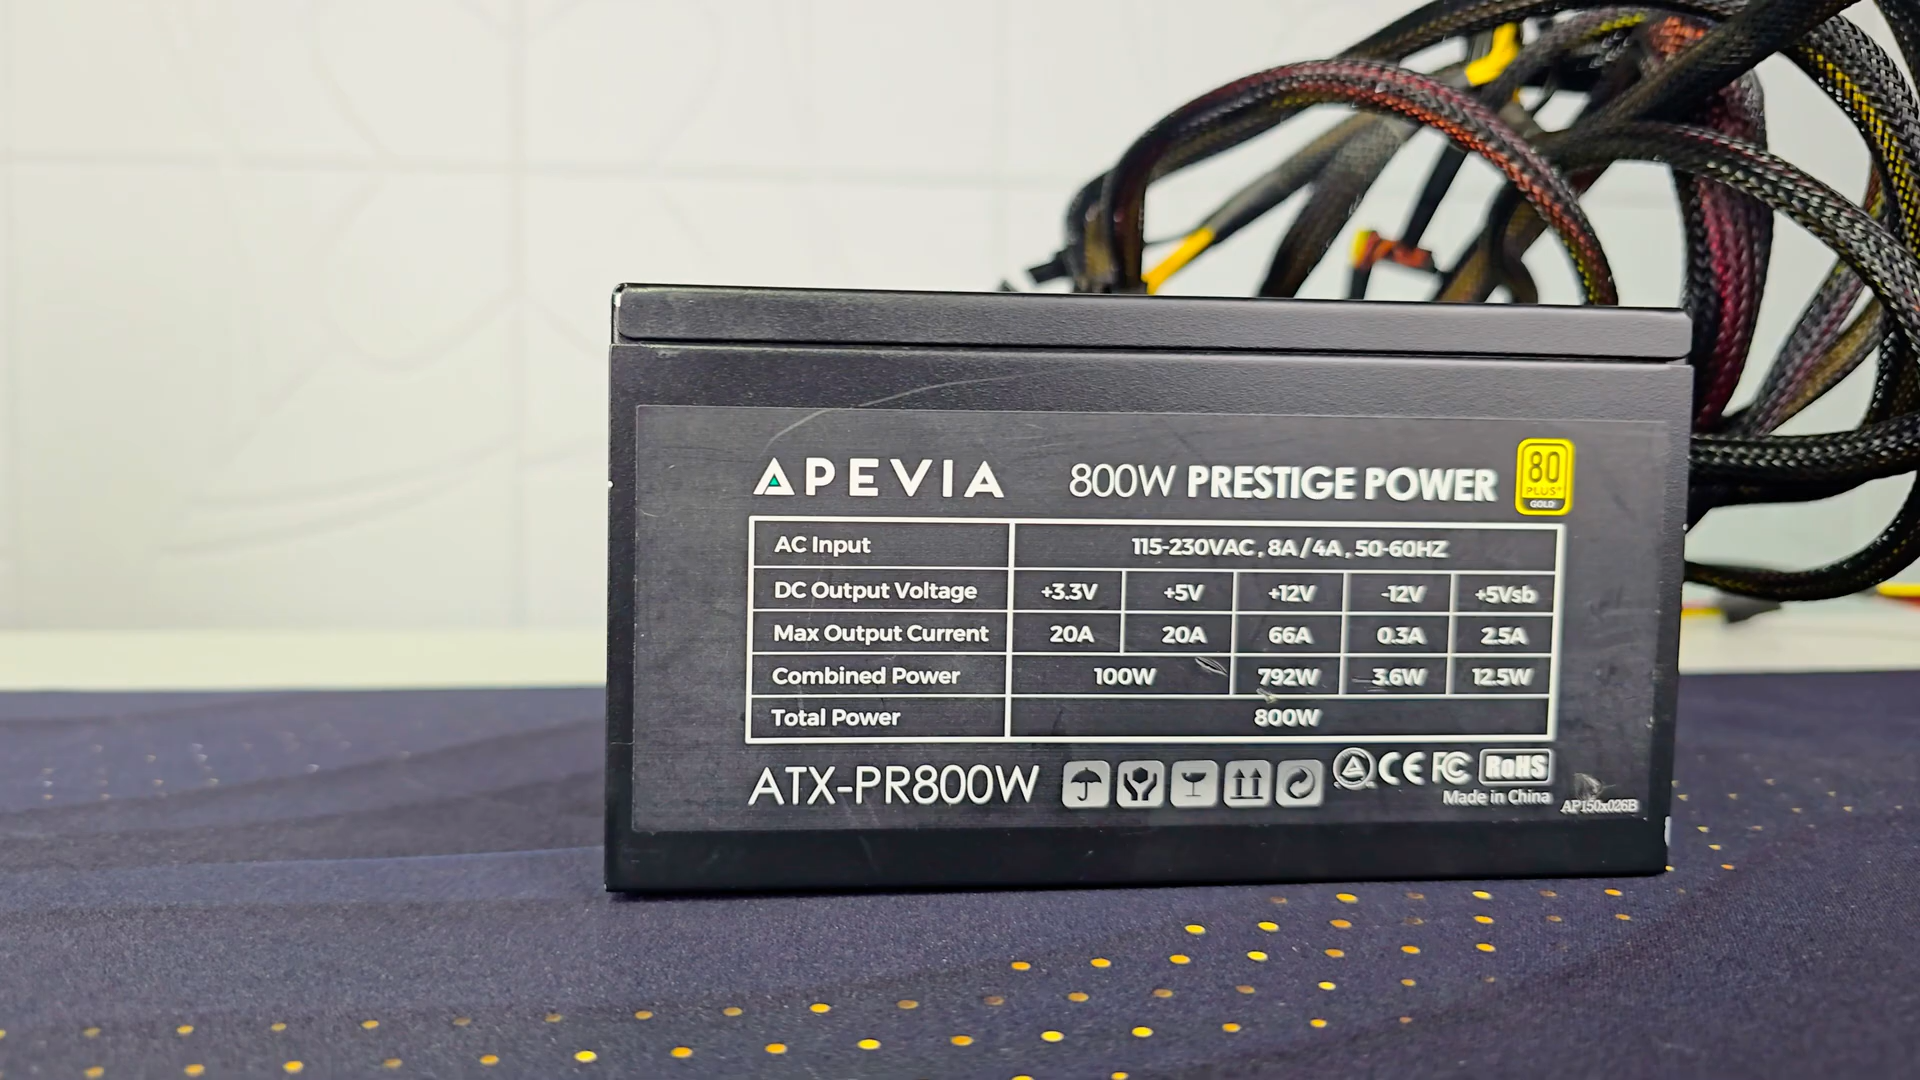 APEVIA 800W PRESTIGE POWER 80 PLUS GOLD
AC Input 115-230VAC, 8A/4A, 50-60HZ
DC Output Voltage +3.3V +5V +12V -12V +5Vsb
Max Output Current 20A 20A 66A 0.3A 2.5A
Combined Power 100W 792W 3.6W 12.5W
Total Power 800W
ATX-PR800W CE FC RoHS
Made in China AP150x026B